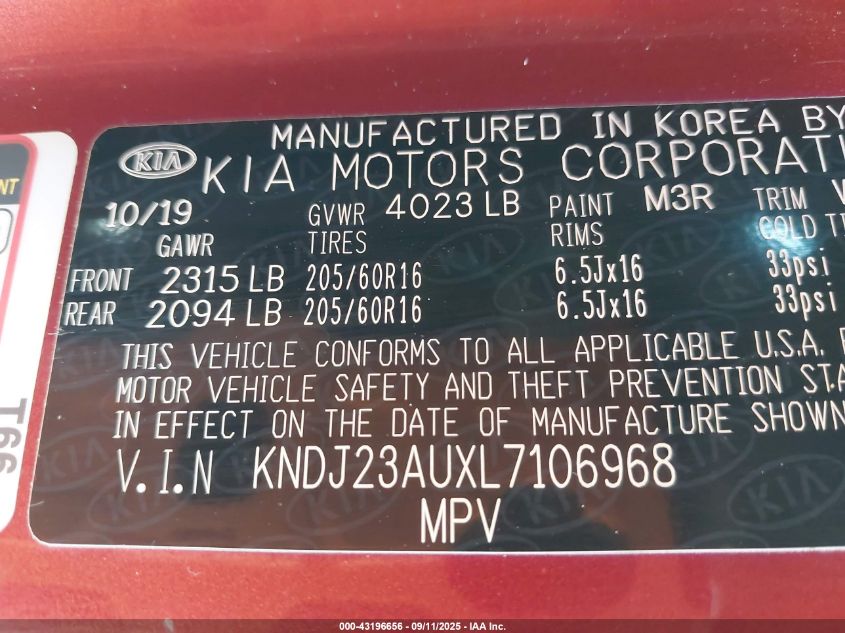 MANUFACTURED IN KOREA BY
KIA KIA MOTORS CORPORATI
10/19 GVWR 4023 LB PAINT M3R TRIM
GAWR TIRES RIMS COLD
FRONT 2315 LB 205/60R16 6.5Jx16 33psi
REAR 2094 LB 205/60R16 6.5Jx16 33psi
THIS VEHICLE CONFORMS TO ALL APPLICABLE U.S.A.
MOTOR VEHICLE SAFETY AND THEFT PREVENTION STA
IN EFFECT ON THE DATE OF MANUFACTURE SHOWN
V.I.N KNDJ23AUXL7106968
MPV
000-43196656 - 09/11/2025 - IAA Inc.